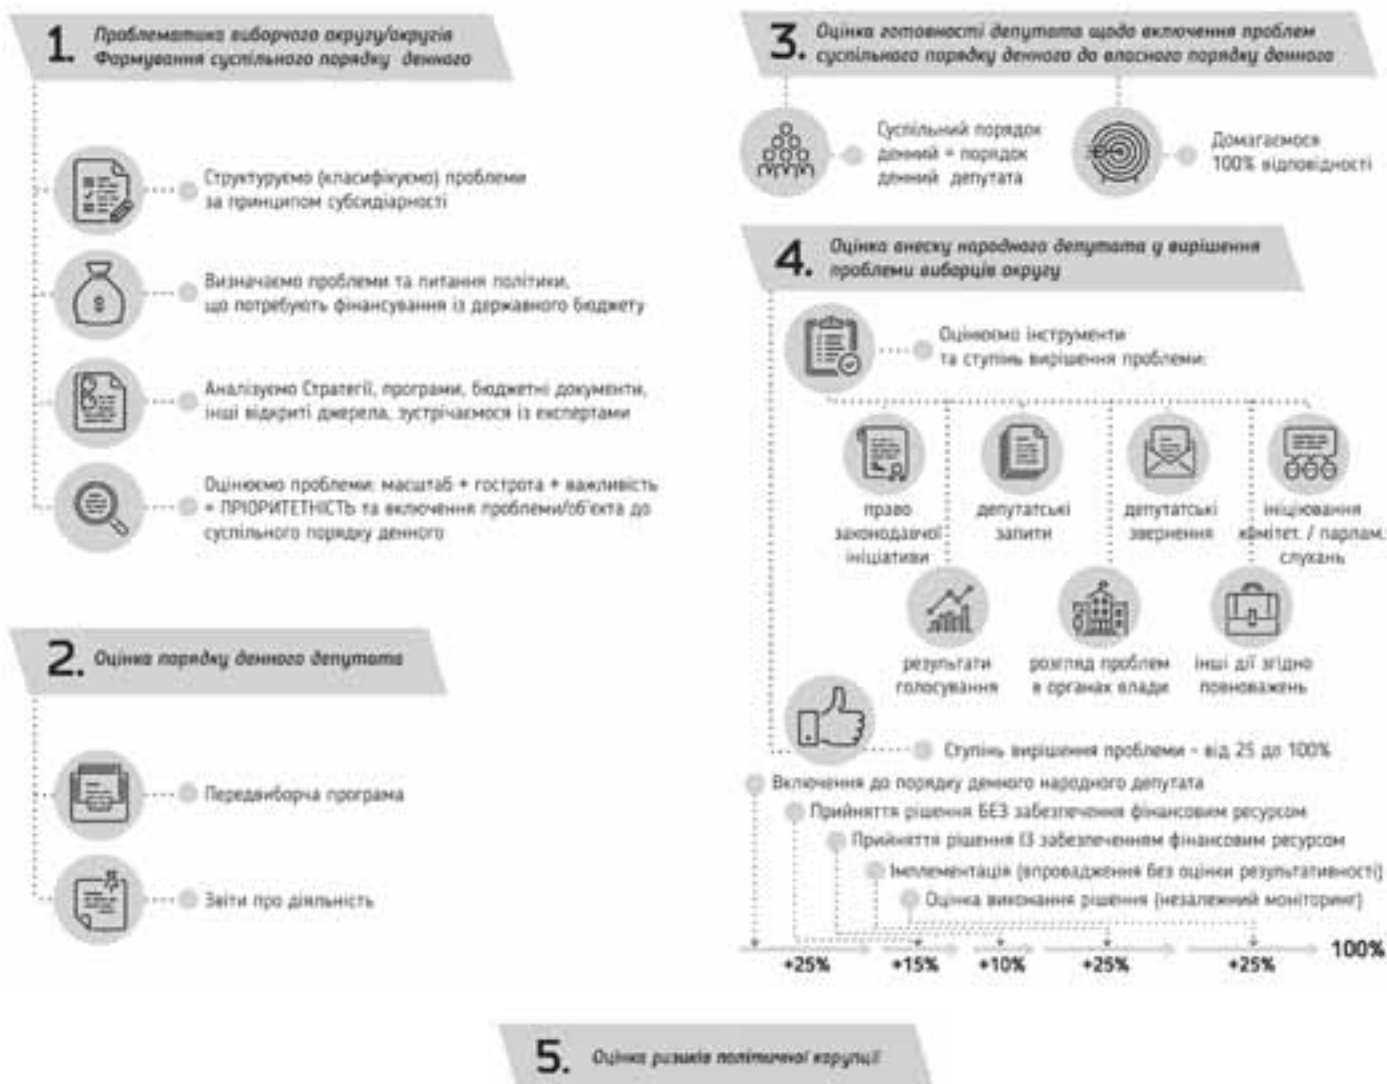 1. Проблематика виборчого округу/округів
Формування суспільного порядку денного
Структуруємо (класифікуємо) проблеми
за принципом субсидіарності
Визначаємо проблеми та питання політики,
що потребують фінансування із державного бюджету
Аналізуємо Стратегії, програми, бюджетні документи,
інші відкриті джерела, зустрічаємося із експертами
Оцінюємо проблеми: масштаб + гострота + важливість
= ПРІОРИТЕТНІСТЬ та включення проблеми/об'єкта до
суспільного порядку денного
2. Оцінка порядку денного депутата
Передвиборча програма
Звіти про діяльність
3. Оцінка готовності депутата щодо включення проблем
суспільного порядку денного до власного порядку денного
Суспільний порядок
денний = порядок
денний депутата
Домагаємося
100% відповідності
4. Оцінка внеску народного депутата у вирішення
проблеми виборців округу
Оцінюємо інструменти
та ступінь вирішення проблеми:
право
законодавчої
ініціативи
депутатські
запити
депутатські
звернення
ініціювання
комітет. / парлам.
слухань
результати
голосування
розгляд проблем
в органах влади
інші дії згідно
повноважень
Ступінь вирішення проблеми - від 25 до 100%
Включення до порядку денного народного депутата
Прийняття рішення БЕЗ забезпечення фінансовим ресурсом
Прийняття рішення ІЗ забезпеченням фінансовим ресурсом
Імплементація (впровадження без оцінки результативності)
Оцінка виконання рішення (незалежний моніторинг)
+25% +15% +10% +25% +25% 100%
5. Оцінка ризиків політичної корупції